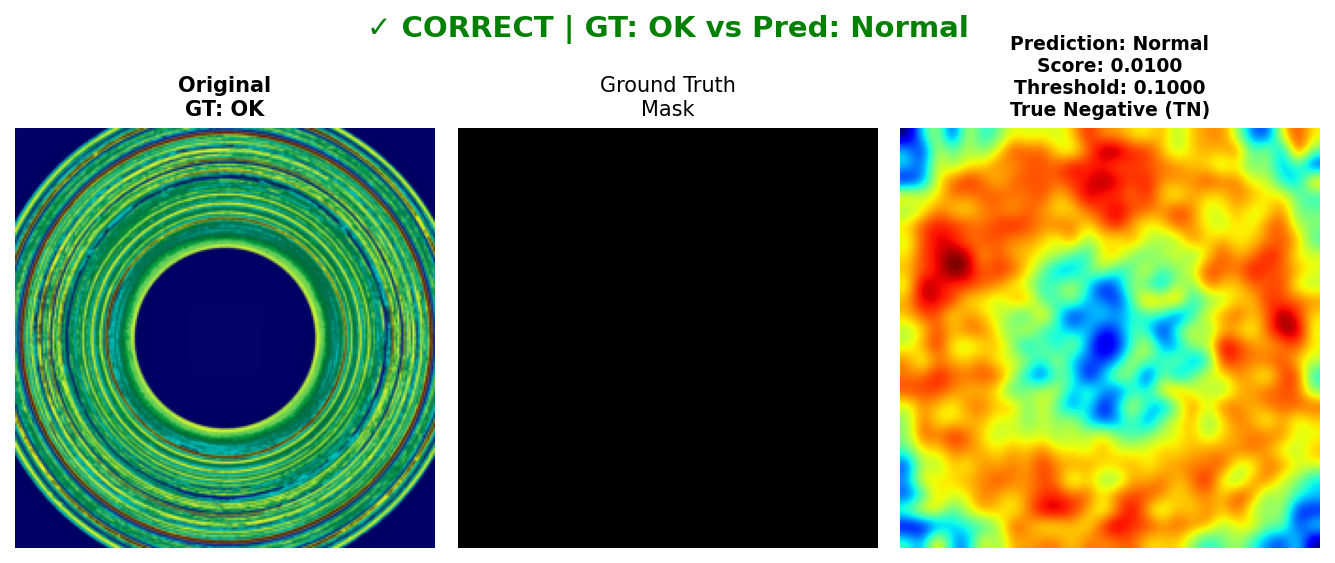 ✓ CORRECT | GT: OK vs Pred: Normal
Original
GT: OK
Ground Truth
Mask
Prediction: Normal
Score: 0.0100
Threshold: 0.1000
True Negative (TN)